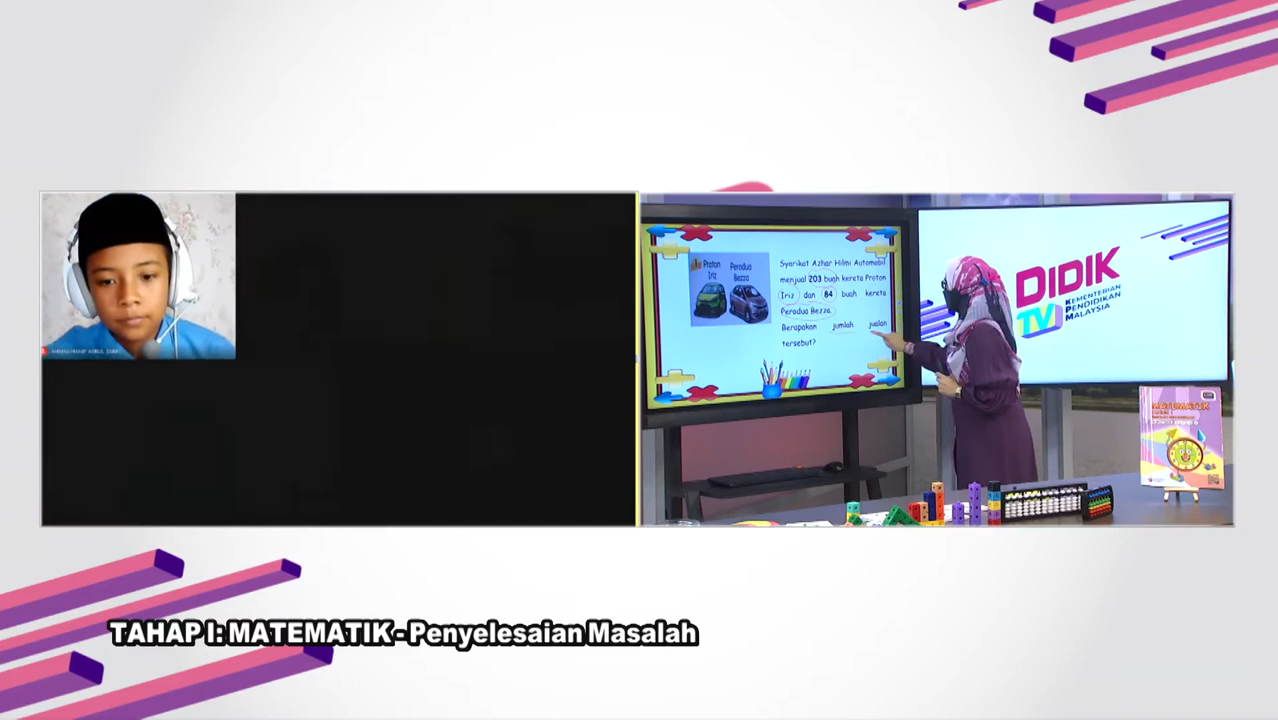 Proton
Iriz
Perodua
Bezza
Syarikat Azhar Hilmi Automobil
menjual 203 buah kereta Proton
Iriz dan 84 buah kereta
Perodua Bezza.
Berapakan jumlah jualan
tersebut?
DIDIK
TV
KEMENTERIAN
PENDIDIKAN
MALAYSIA
MATEMATIK
TAHAP I: MATEMATIK - Penyelesaian Masalah